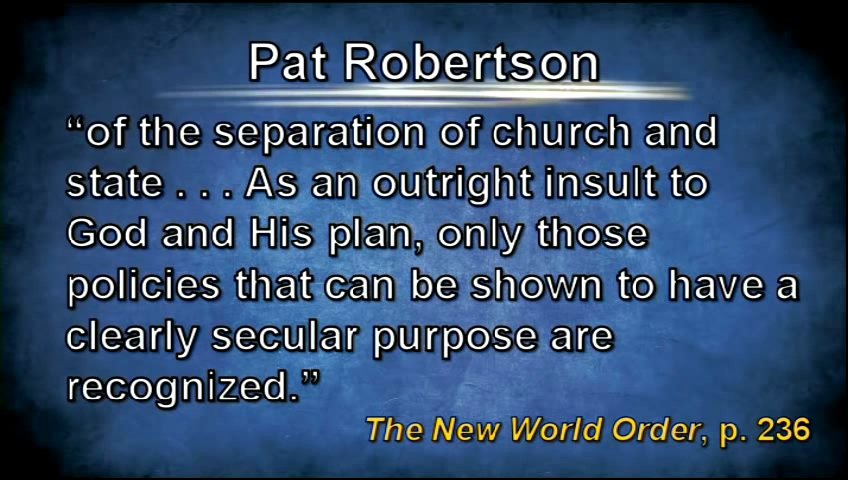 Pat Robertson
“of the separation of church and
state . . . As an outright insult to
God and His plan, only those
policies that can be shown to have a
clearly secular purpose are
recognized.”
The New World Order, p. 236